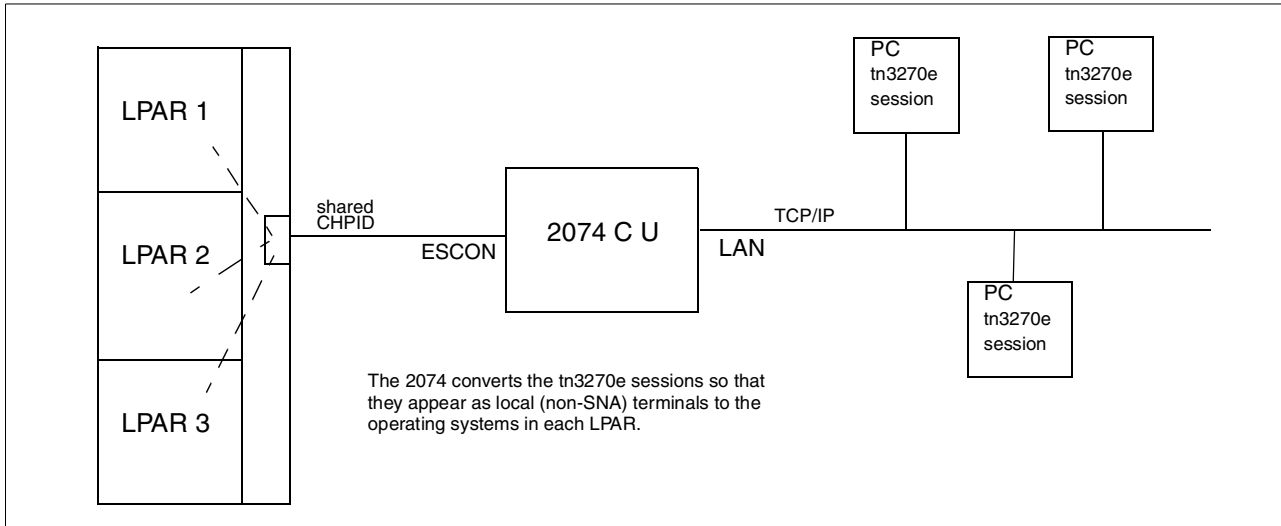 LPAR 1
LPAR 2
LPAR 3
shared
CHPID
ESCON
2074 C U
LAN
TCP/IP
PC
tn3270e
session
PC
tn3270e
session
PC
tn3270e
session
The 2074 converts the tn3270e sessions so that
they appear as local (non-SNA) terminals to the
operating systems in each LPAR.